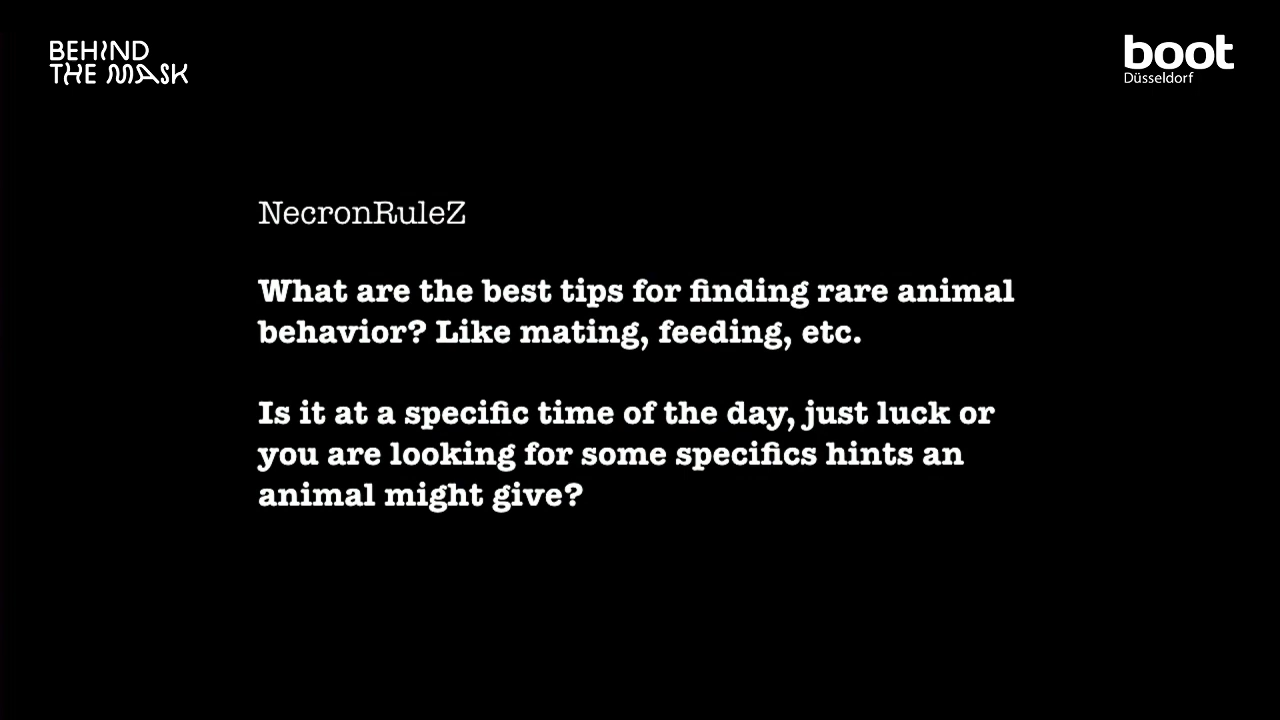 BEHIND
THE MASK
boot
Düsseldorf
NecronRuleZ
What are the best tips for finding rare animal
behavior? Like mating, feeding, etc.
Is it at a specific time of the day, just luck or
you are looking for some specifics hints an
animal might give?